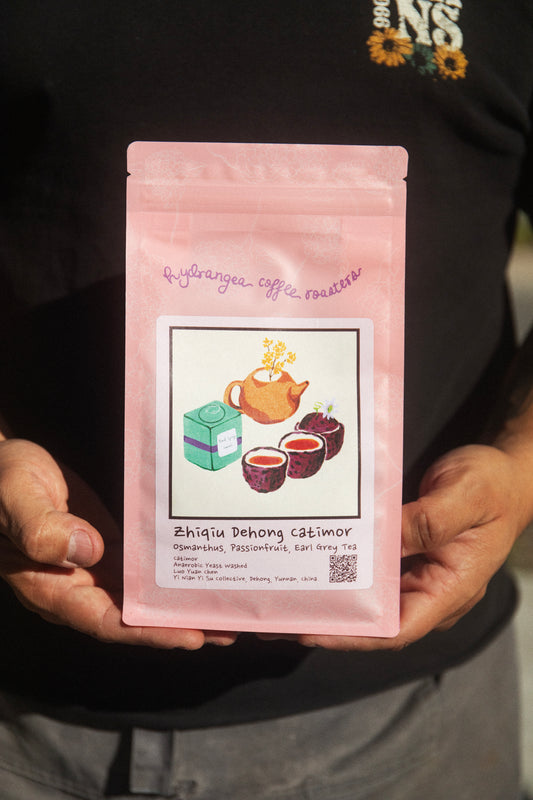 NS
hydrangea coffee roasters
Zhiqiu Dehong Catimor
Osmanthus, Passionfruit, Earl Grey Tea
Catimor
Anaerobic Yeast Washed
Luo Yuan Chen
Yi Nian Yi Su Collective, Dehong, Yunnan, China